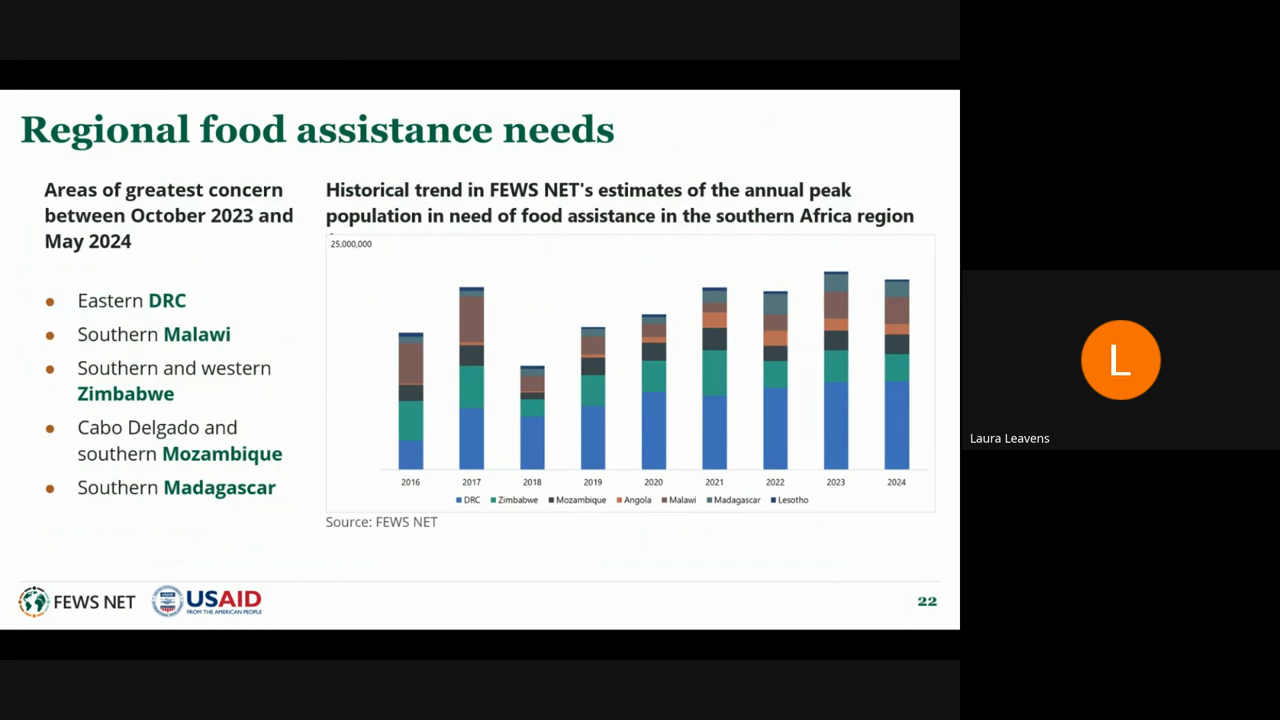 Regional food assistance needs
Areas of greatest concern
between October 2023 and
May 2024
● Eastern DRC
● Southern Malawi
● Southern and western
Zimbabwe
● Cabo Delgado and
southern Mozambique
● Southern Madagascar
Historical trend in FEWS NET's estimates of the annual peak
population in need of food assistance in the southern Africa region
25,000,000
2016 2017 2018 2019 2020 2021 2022 2023 2024
DRC Zimbabwe Mozambique Angola Malawi Madagascar Lesotho
Source: FEWS NET
FEWS NET
USAID
FROM THE AMERICAN PEOPLE
22
L
Laura Leavens